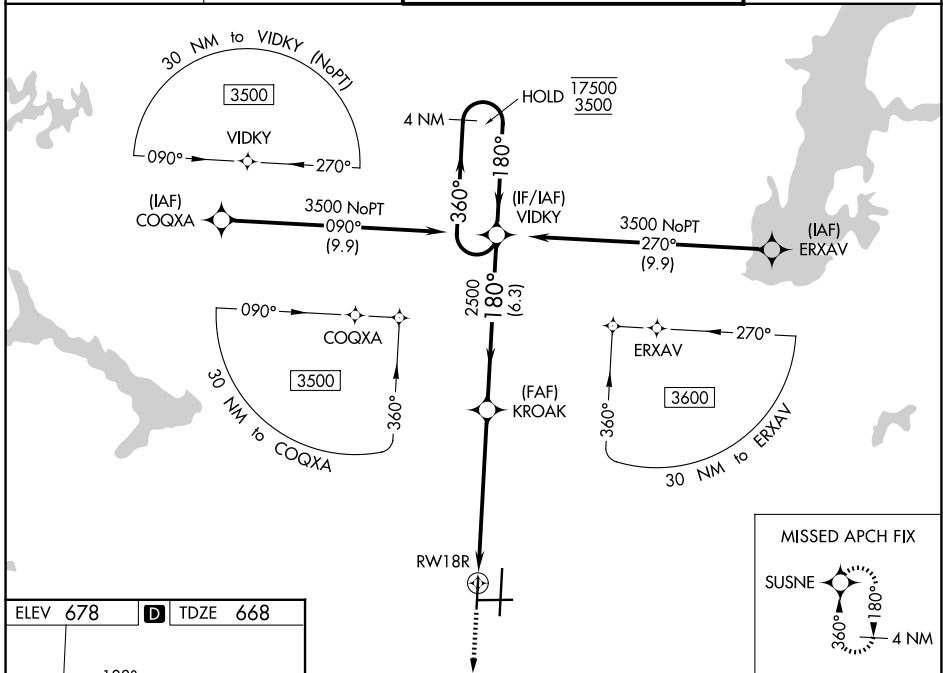 30 NM to VIDKY (NoPT)
3500
VIDKY
090°
270°
HOLD 17500
3500
4 NM
360°
180°
(IAF)
COQXA
3500 NoPT
090°
(9.9)
(IF/IAF)
VIDKY
3500 NoPT
270°
(9.9)
(IAF)
ERXAV
2500
180°
(6.3)
090°
COQXA
3500
360°
30 NM to COQXA
270°
ERXAV
3600
360°
30 NM to ERXAV
(FAF)
KROAK
RW18R
MISSED APCH FIX
SUSNE
360°
180°
4 NM
ELEV 678
D
TDZE 668